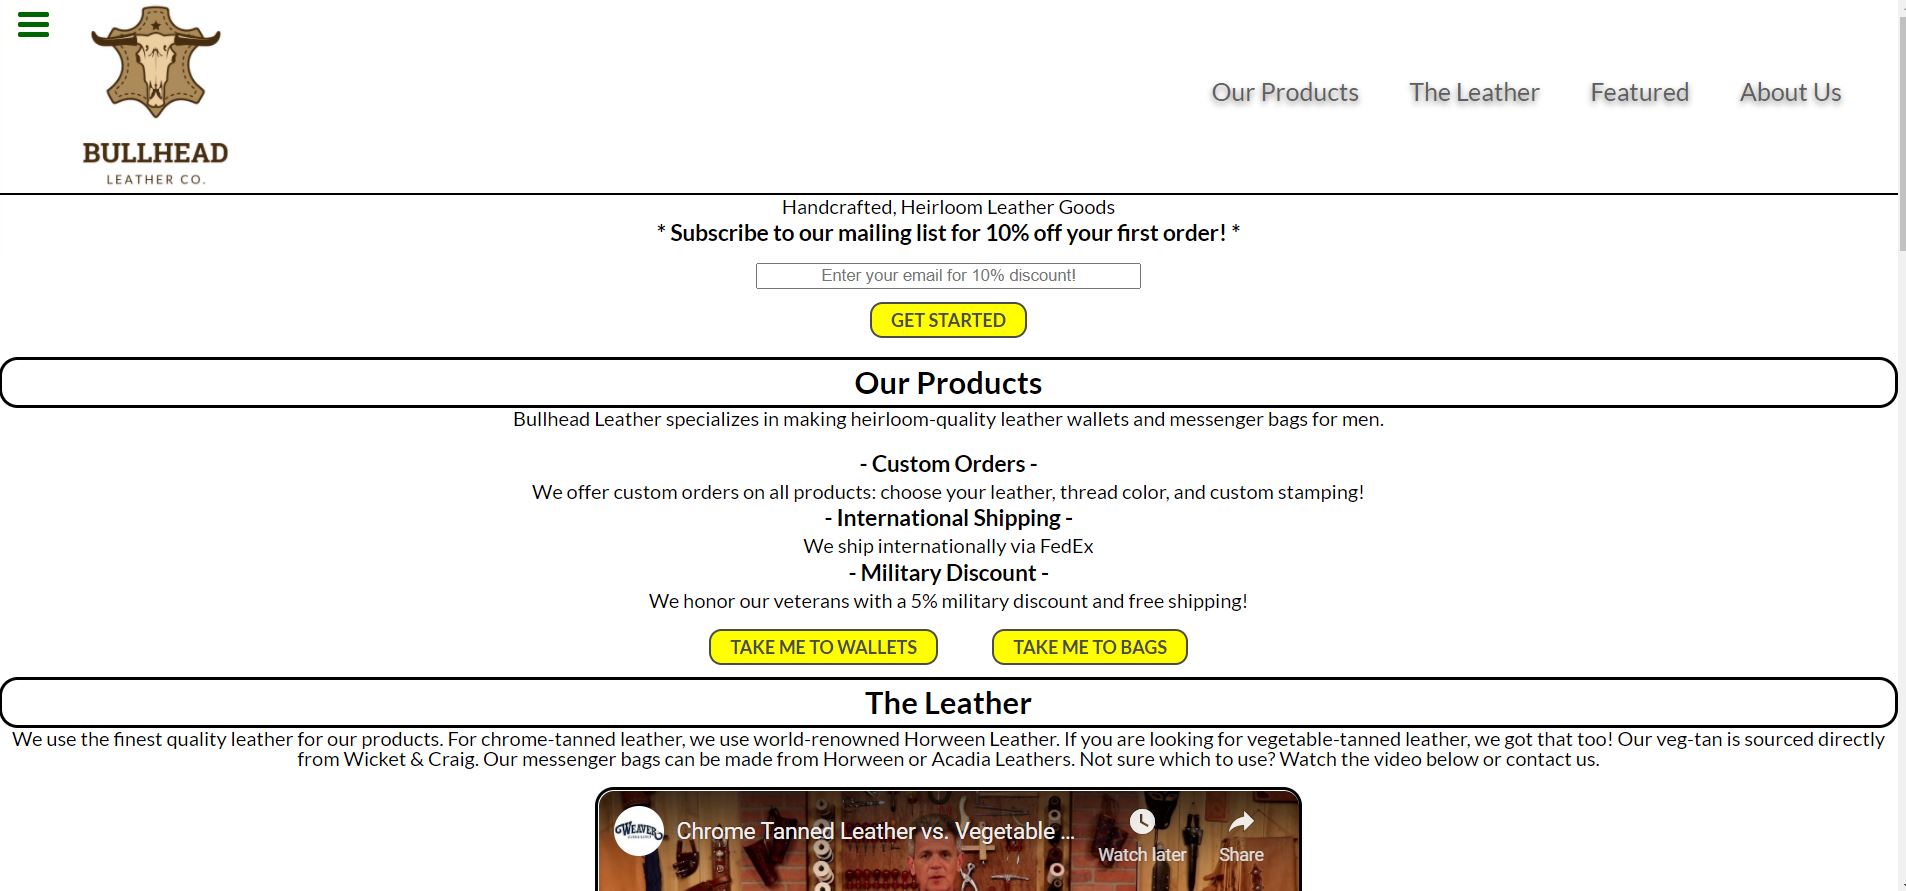 BULLHEAD
LEATHER CO.
Our Products
The Leather
Featured
About Us
Handcrafted, Heirloom Leather Goods
* Subscribe to our mailing list for 10% off your first order! *
Enter your email for 10% discount!
GET STARTED
Our Products
Bullhead Leather specializes in making heirloom-quality leather wallets and messenger bags for men.
- Custom Orders -
We offer custom orders on all products: choose your leather, thread color, and custom stamping!
- International Shipping -
We ship internationally via FedEx
- Military Discount -
We honor our veterans with a 5% military discount and free shipping!
TAKE ME TO WALLETS
TAKE ME TO BAGS
The Leather
We use the finest quality leather for our products. For chrome-tanned leather, we use world-renowned Horween Leather. If you are looking for vegetable-tanned leather, we got that too! Our veg-tan is sourced directly
from Wicket & Craig. Our messenger bags can be made from Horween or Acadia Leathers. Not sure which to use? Watch the video below or contact us.
WEAVER
Chrome Tanned Leather vs. Vegetable ...
Watch later
Share